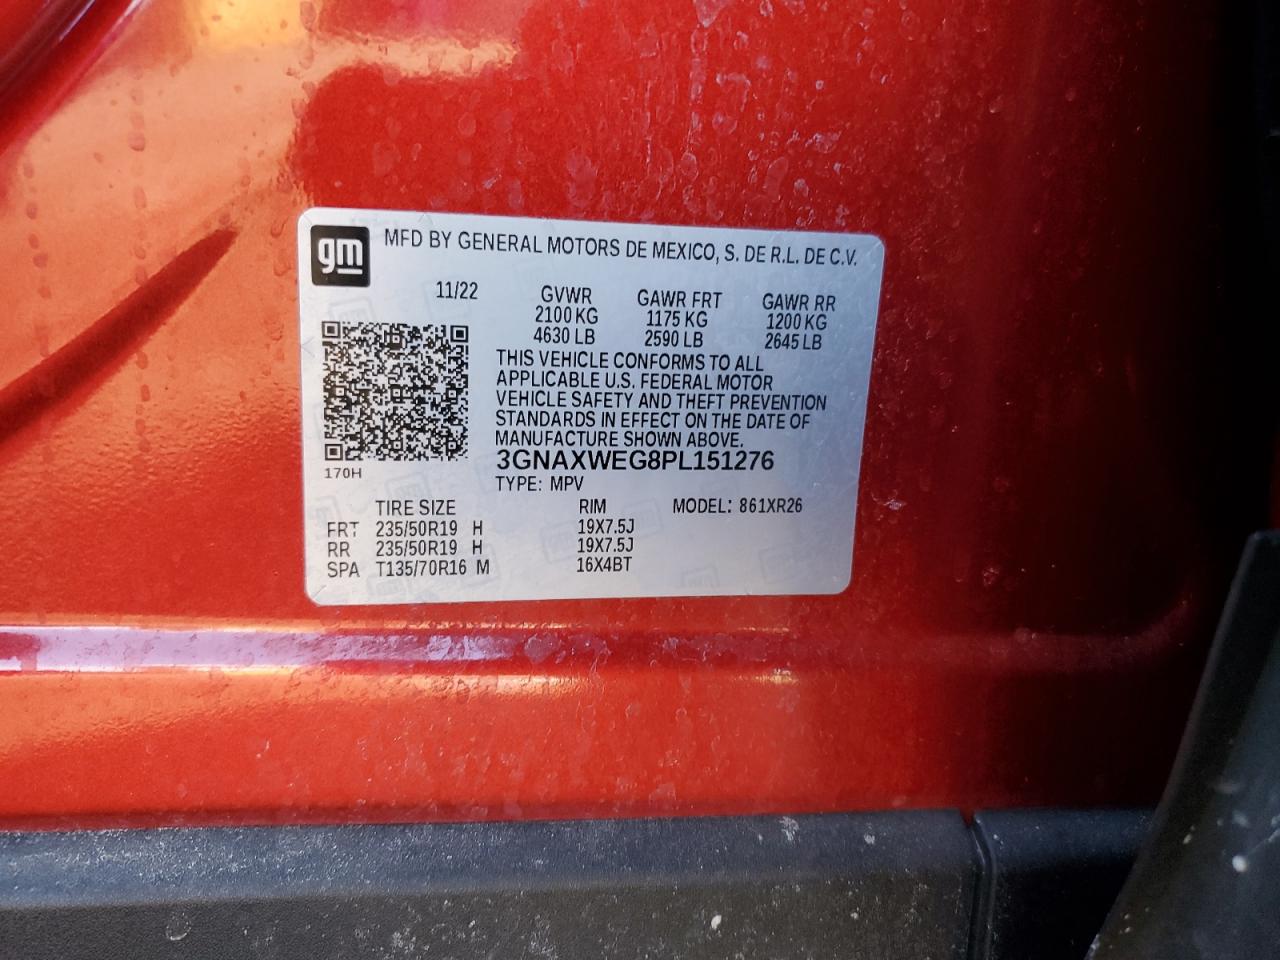 gm MFD BY GENERAL MOTORS DE MEXICO, S. DE R.L. DE C.V.
11/22 GVWR GAWR FRT GAWR RR
2100 KG 1175 KG 1200 KG
4630 LB 2590 LB 2645 LB
THIS VEHICLE CONFORMS TO ALL
APPLICABLE U.S. FEDERAL MOTOR
VEHICLE SAFETY AND THEFT PREVENTION
STANDARDS IN EFFECT ON THE DATE OF
MANUFACTURE SHOWN ABOVE.
3GNAXWEG8PL151276
170H
TYPE: MPV
TIRE SIZE RIM MODEL: 861XR26
FRT 235/50R19 H 19X7.5J
RR 235/50R19 H 19X7.5J
SPA T135/70R16 M 16X4BT